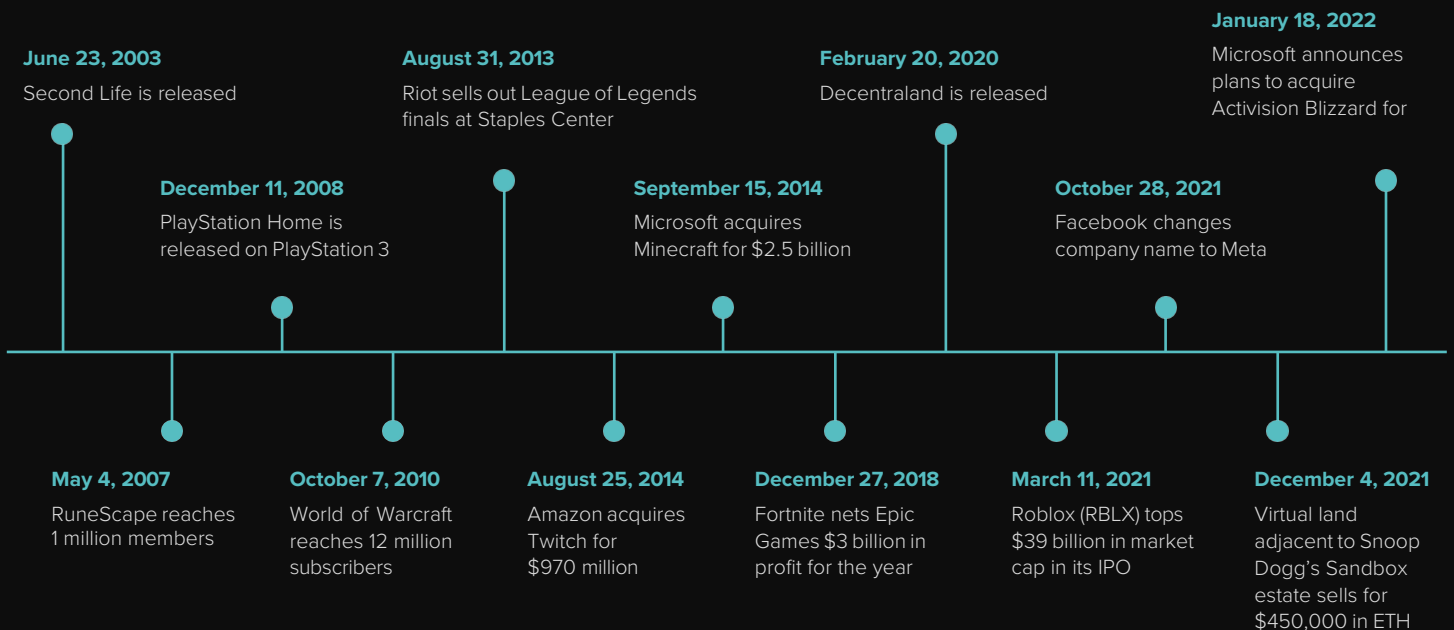 June 23, 2003
Second Life is released
May 4, 2007
RuneScape reaches
1 million members
December 11, 2008
PlayStation Home is
released on PlayStation 3
October 7, 2010
World of Warcraft
reaches 12 million
subscribers
August 31, 2013
Riot sells out League of Legends
finals at Staples Center
August 25, 2014
Amazon acquires
Twitch for
$970 million
September 15, 2014
Microsoft acquires
Minecraft for $2.5 billion
December 27, 2018
Fortnite nets Epic
Games $3 billion in
profit for the year
February 20, 2020
Decentraland is released
March 11, 2021
Roblox (RBLX) tops
$39 billion in market
cap in its IPO
October 28, 2021
Facebook changes
company name to Meta
December 4, 2021
Virtual land
adjacent to Snoop
Dogg’s Sandbox
estate sells for
$450,000 in ETH
January 18, 2022
Microsoft announces
plans to acquire
Activision Blizzard for